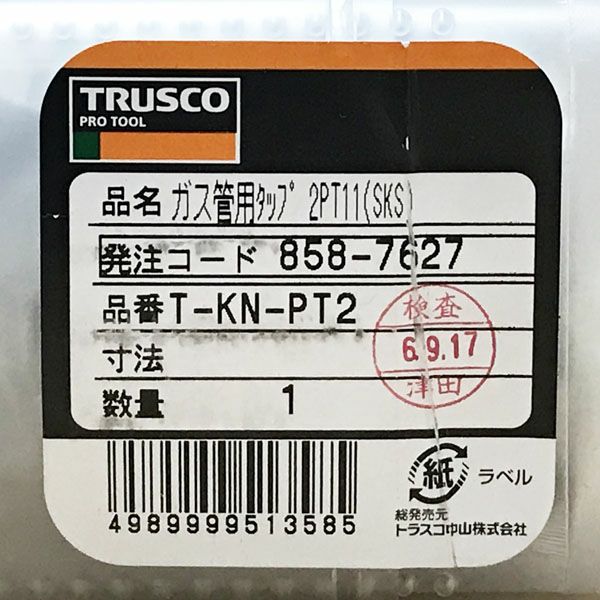 TRUSCO
PRO TOOL
品名 ガス管用ﾀｯﾌﾟ 2PT11(SKS)
発注コード 858-7627
品番 T-KN-PT2
寸法
数量 1
検査
6.9.17
津田
4989999513585
紙 ラベル
総発売元
トラスコ中山株式会社